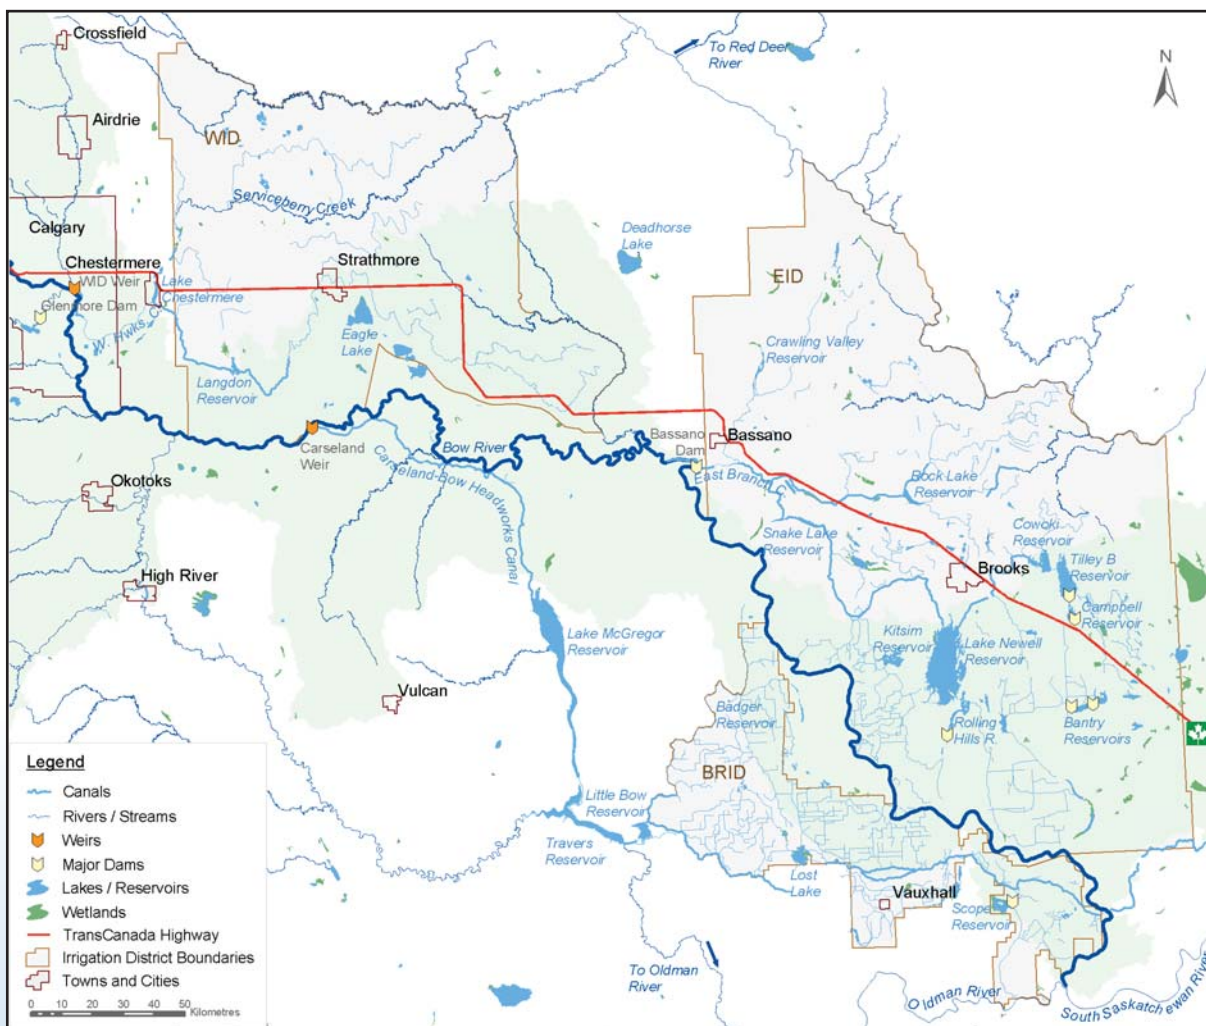 Crossfield
To Red Deer
River
N
Airdrie
WID
Serviceberry Creek
Calgary
Deadhorse
Lake
Chestermere
Strathmore
WID Weir
Lake
Chestermere
EID
Glenmore Dam
W. Hwks. C
Eagle
Lake
Crawling Valley
Reservoir
Langdon
Reservoir
Bassano
Dam
Bassano
Carseland
Weir
Bow River
Carseland-Bow Headworks Canal
East Branch C
Rock Lake
Reservoir
Okotoks
Snake Lake
Reservoir
Cowoki
Reservoir
Tilley B
Reservoir
Brooks
High River
Campbell
Reservoir
Kitsim
Reservoir
Lake McGregor
Reservoir
Lake Newell
Reservoir
Vulcan
Badger
Reservoir
Rolling
Hills R.
Bantry
Reservoirs
1
BRID
Little Bow
Reservoir
Travers
Reservoir
Lost
Lake
Vauxhall
Scope
Reservoir
To Oldman
River
Oldman River
South Saskatchewan River
Legend
Canals
Rivers / Streams
Weirs
Major Dams
Lakes / Reservoirs
Wetlands
TransCanada Highway
Irrigation District Boundaries
Towns and Cities
0 10 20 30 40 50
Kilometres